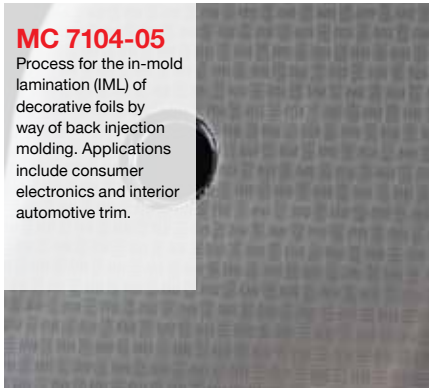 MC 7104-05
Process for the in-mold
lamination (IML) of
decorative foils by
way of back injection
molding. Applications
include consumer
electronics and interior
automotive trim.